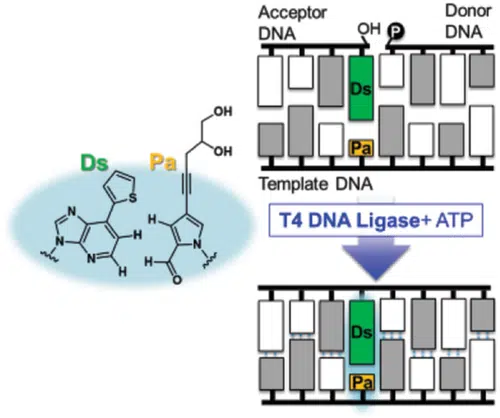 Acceptor
DNA
OH
P
Donor
DNA
Ds
Pa
Template DNA
T4 DNA Ligase+ ATP
Ds
Pa
Ds
Pa
OH
OH
S
N
N
N
H
H
H
H
O
N